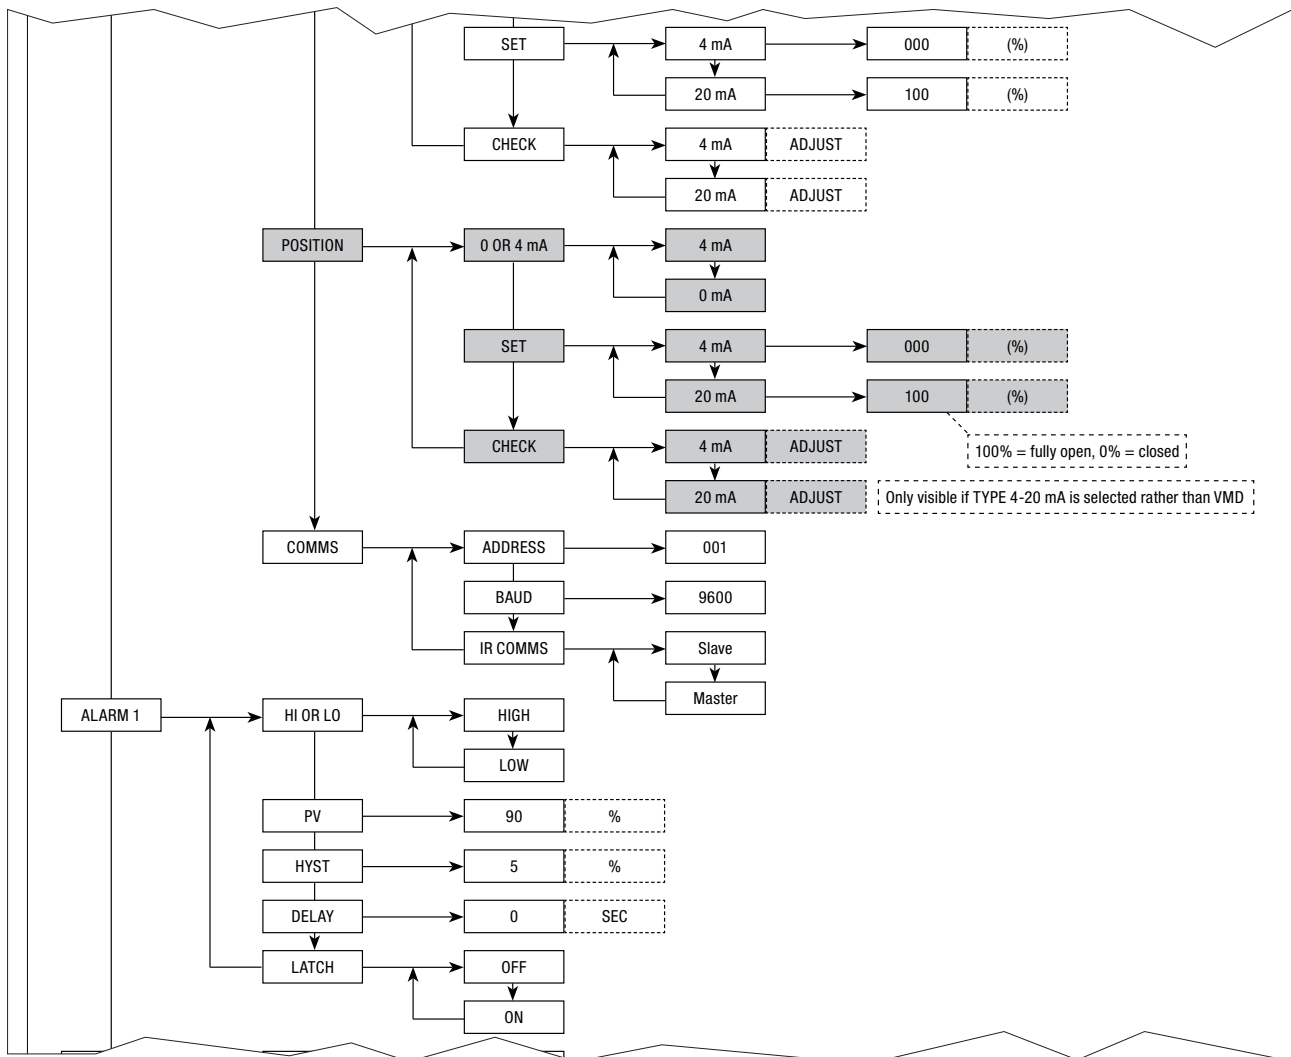 SET 4 mA 000 (%)
20 mA 100 (%)
CHECK 4 mA ADJUST
20 mA ADJUST
POSITION 0 OR 4 mA 4 mA
0 mA
SET 4 mA 000 (%)
20 mA 100 (%)
CHECK 4 mA ADJUST
100% = fully open, 0% = closed
20 mA ADJUST Only visible if TYPE 4-20 mA is selected rather than VMD
COMMS ADDRESS 001
BAUD 9600
IR COMMS Slave
Master
ALARM 1 HI OR LO HIGH
LOW
PV 90 %
HYST 5 %
DELAY 0 SEC
LATCH OFF
ON